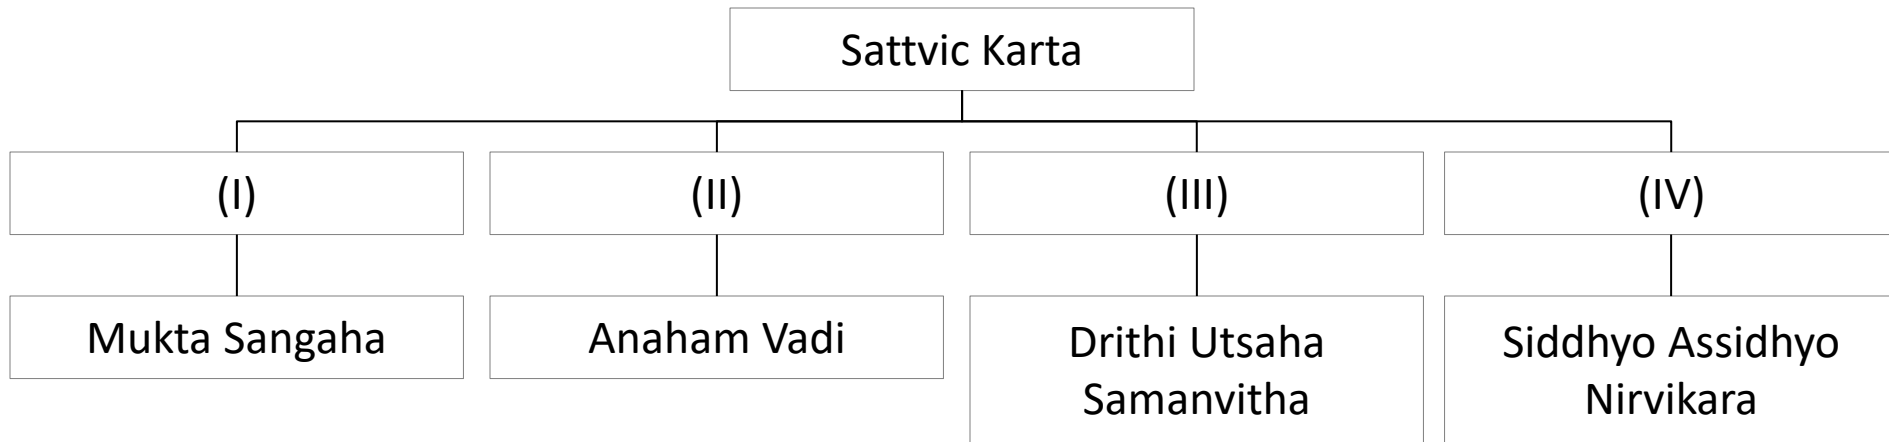 Sattvic Karta
(I)
(II)
(III)
(IV)
Mukta Sangaha
Anaham Vadi
Drithi Utsaha
Samanvitha
Siddhyo Assidhyo
Nirvikara